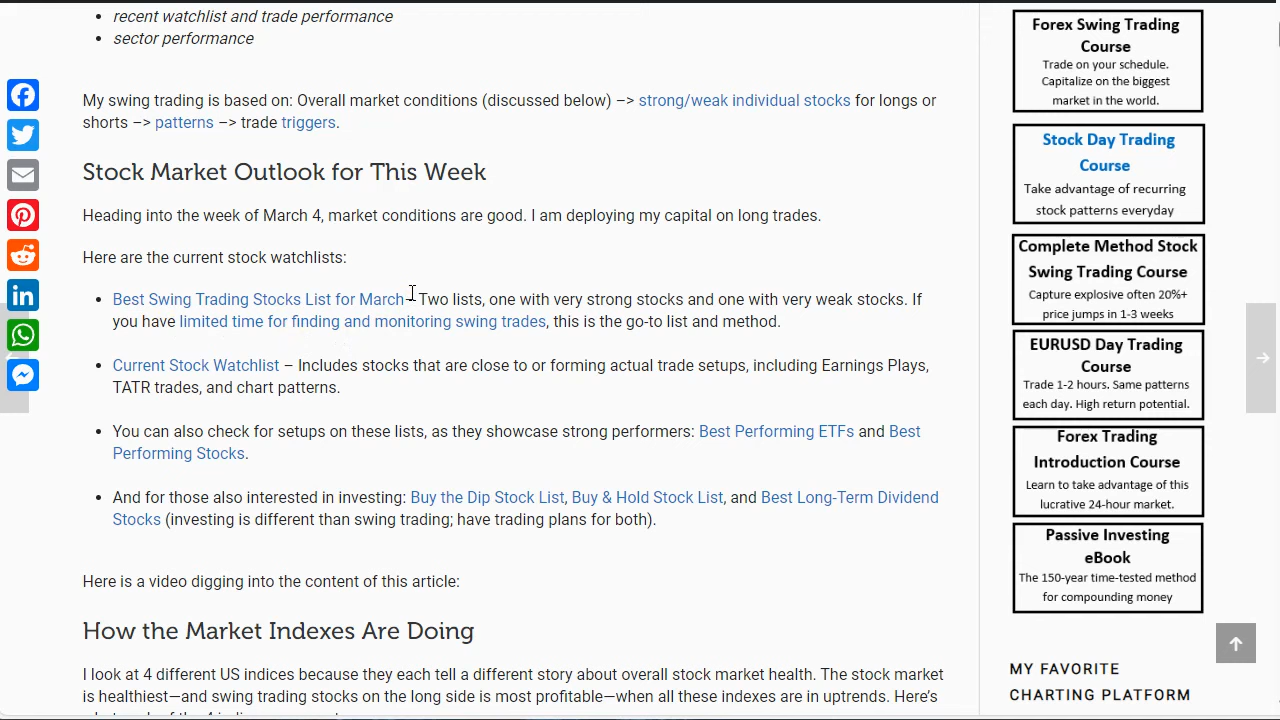 recent watchlist and trade performance
sector performance
My swing trading is based on: Overall market conditions (discussed below) –> strong/weak individual stocks for longs or
shorts –> patterns –> trade triggers.
Stock Market Outlook for This Week
Heading into the week of March 4, market conditions are good. I am deploying my capital on long trades.
Here are the current stock watchlists:
Best Swing Trading Stocks List for March – Two lists, one with very strong stocks and one with very weak stocks. If
you have limited time for finding and monitoring swing trades, this is the go-to list and method.
Current Stock Watchlist – Includes stocks that are close to or forming actual trade setups, including Earnings Plays,
TATR trades, and chart patterns.
You can also check for setups on these lists, as they showcase strong performers: Best Performing ETFs and Best
Performing Stocks.
And for those also interested in investing: Buy the Dip Stock List, Buy & Hold Stock List, and Best Long-Term Dividend
Stocks (investing is different than swing trading; have trading plans for both).
Here is a video digging into the content of this article:
How the Market Indexes Are Doing
I look at 4 different US indices because they each tell a different story about overall stock market health. The stock market
is healthiest—and swing trading stocks on the long side is most profitable—when all these indexes are in uptrends. Here's
Forex Swing Trading
Course
Trade on your schedule.
Capitalize on the biggest
market in the world.
Stock Day Trading
Course
Take advantage of recurring
stock patterns everyday
Complete Method Stock
Swing Trading Course
Capture explosive often 20%+
price jumps in 1-3 weeks
EURUSD Day Trading
Course
Trade 1-2 hours. Same patterns
each day. High return potential.
Forex Trading
Introduction Course
Learn to take advantage of this
lucrative 24-hour market.
Passive Investing
eBook
The 150-year time-tested method
for compounding money
MY FAVORITE
CHARTING PLATFORM